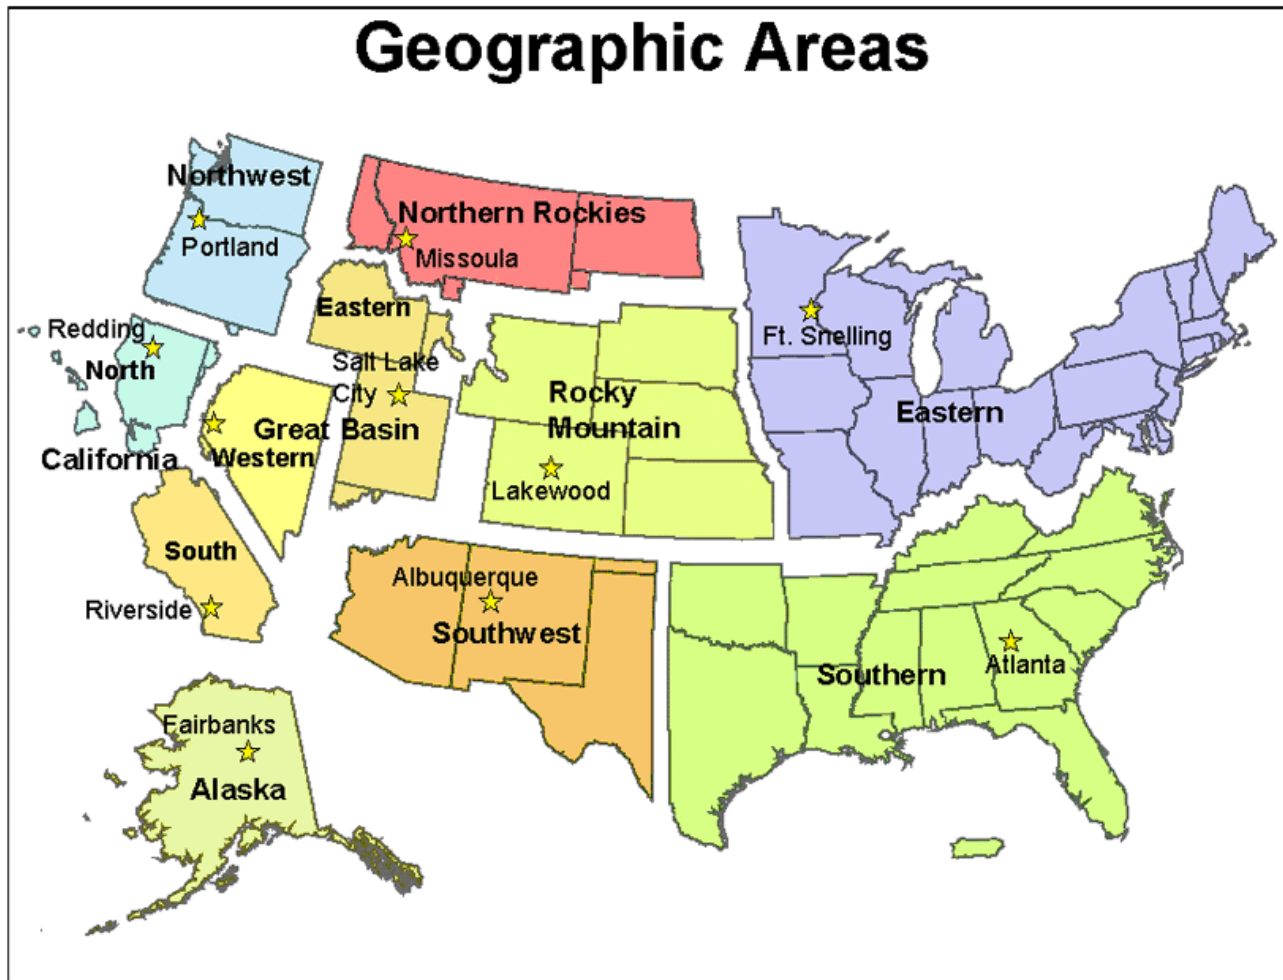 Geographic Areas
Northwest
Portland
Northern Rockies
Missoula
Eastern
Salt Lake
City
Redding
North
California
Great Basin
Western
Rocky
Mountain
Lakewood
Ft. Snelling
Eastern
South
Riverside
Albuquerque
Southwest
Southern
Atlanta
Fairbanks
Alaska